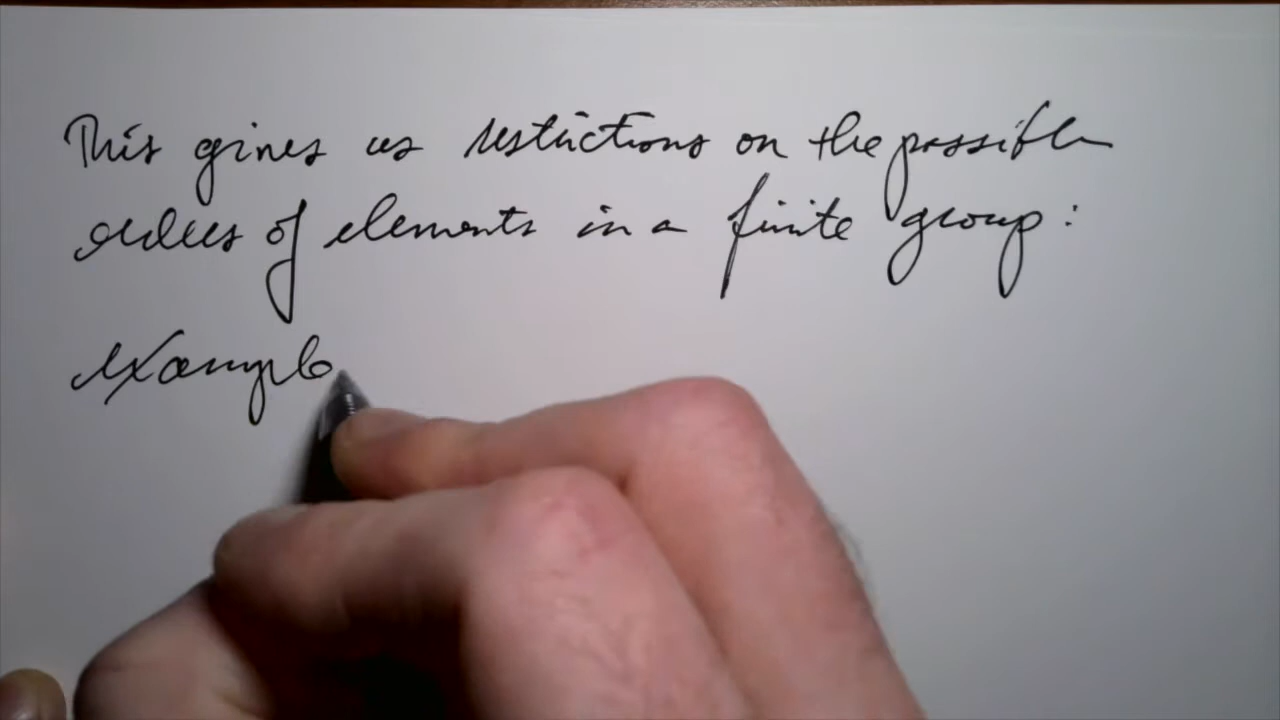 This gives us restrictions on the possible
orders of elements in a finite group:
example